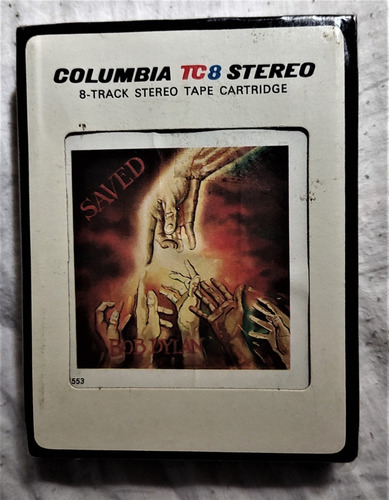 COLUMBIA TC8 STEREO
8-TRACK STEREO TAPE CARTRIDGE
SAVED
BOB DYLAN
553